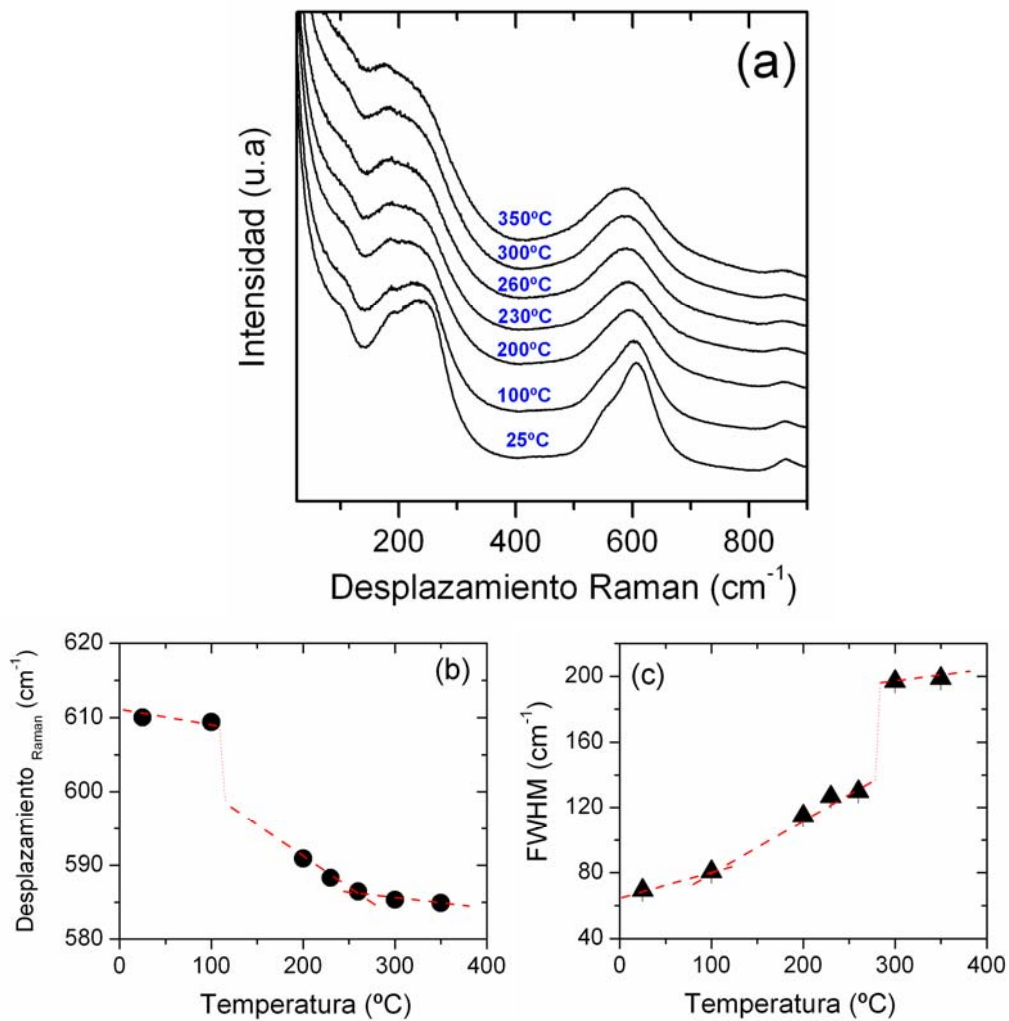 (a)
Intensidad (u.a)
350ºC
300ºC
260ºC
230ºC
200ºC
100ºC
25ºC
200 400 600 800
Desplazamiento Raman (cm-1)
(b)
Desplazamiento Raman (cm-1)
620
610
600
590
580
0 100 200 300 400
Temperatura (ºC)
(c)
FWHM (cm-1)
200
160
120
80
40
0 100 200 300 400
Temperatura (ºC)